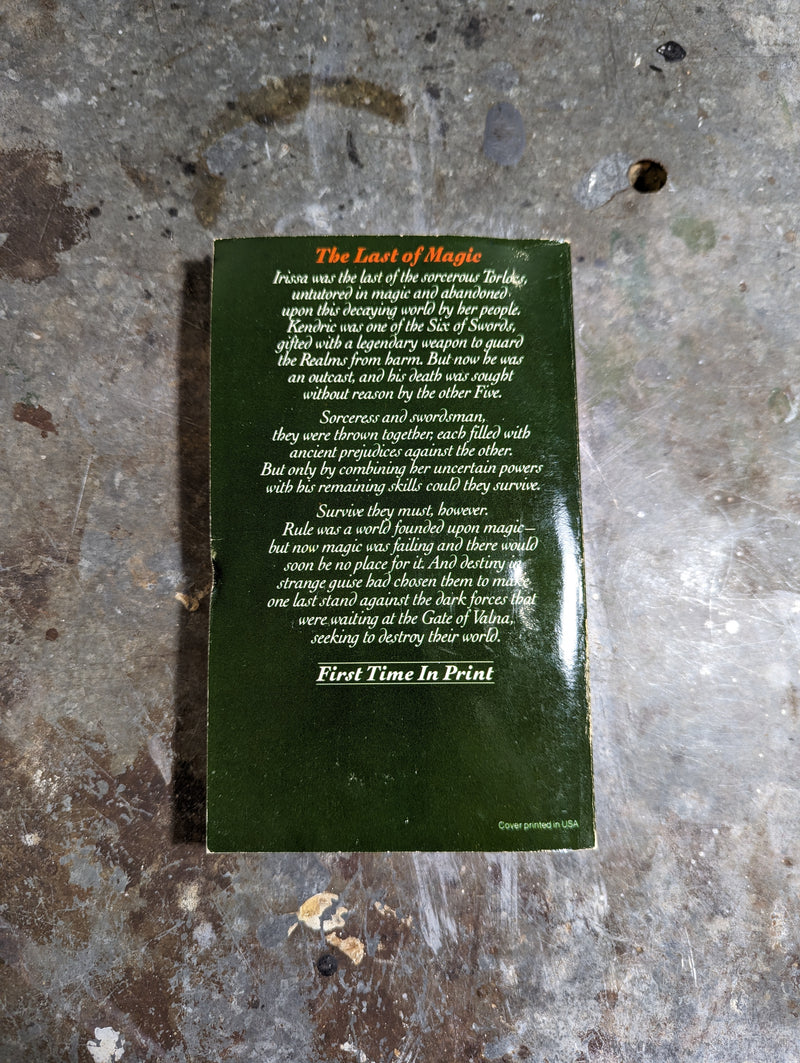 The Last of Magic
Irissa was the last of the sorcerous Torlocs,
untutored in magic and abandoned
upon this decaying world by her people.
Kendric was one of the Six of Swords,
gifted with a legendary weapon to guard
the Realms from harm. But now he was
an outcast, and his death was sought
without reason by the other Five.
Sorceress and swordsman,
they were thrown together, each filled with
ancient prejudices against the other.
But only by combining her uncertain powers
with his remaining skills could they survive.
Survive they must, however.
Rule was a world founded upon magic—
but now magic was failing and there would
soon be no place for it. And destiny in
strange guise had chosen them to make
one last stand against the dark forces that
were waiting at the Gate of Valna,
seeking to destroy their world.
First Time In Print
Cover printed in USA